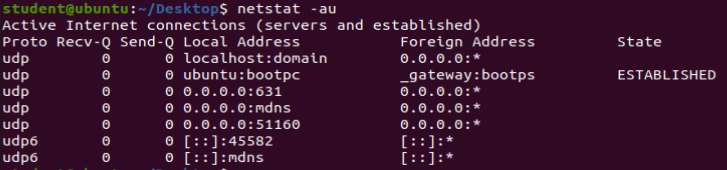 student@ubuntu:~/Desktop$ netstat -au
Active Internet connections (servers and established)
Proto Recv-Q Send-Q Local Address           Foreign Address         State
udp        0      0 localhost:domain        0.0.0.0:*
udp        0      0 ubuntu:bootpc           _gateway:bootps         ESTABLISHED
udp        0      0 0.0.0.0:631             0.0.0.0:*
udp        0      0 0.0.0.0:mdns            0.0.0.0:*
udp        0      0 0.0.0.0:51160           0.0.0.0:*
udp6       0      0 [::]:45582              [::]:*
udp6       0      0 [::]:mdns               [::]:*